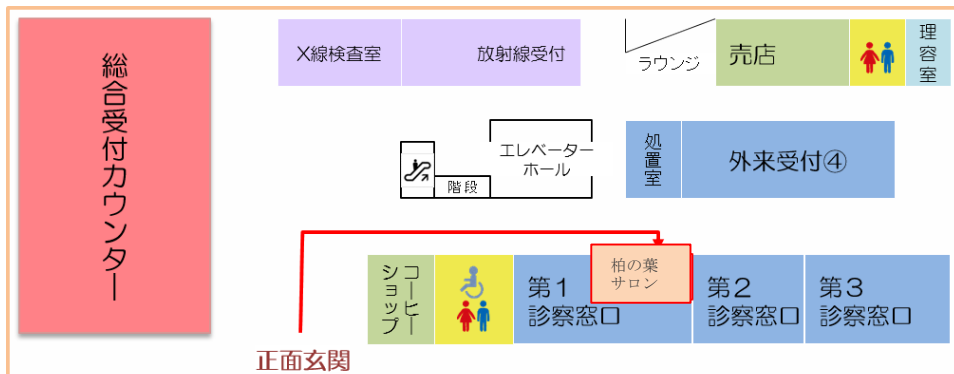 総合受付カウンター
X線検査室
放射線受付
ラウンジ
売店
理容室
エレベーター
ホール
階段
処置室
外来受付④
コーヒー
ショップ
第1
診察窓口
柏の葉
サロン
第2
診察窓口
第3
診察窓口
正面玄関